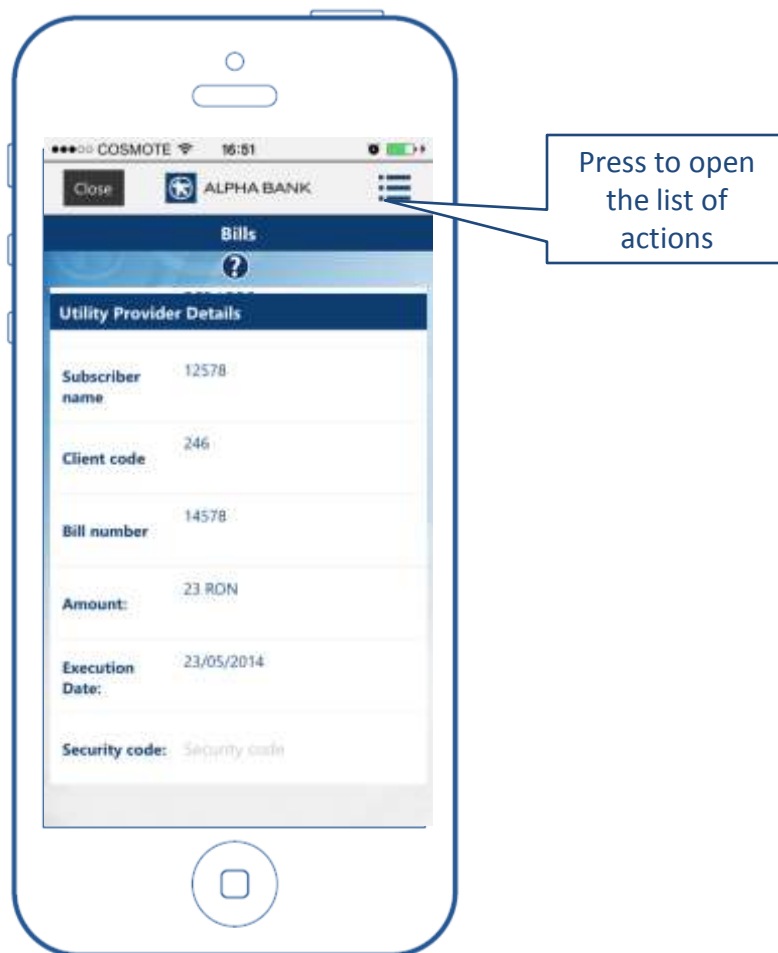 COSMOTE 16:51
Close ALPHA BANK
Bills
?
Utility Provider Details
Subscriber name 12578
Client code 246
Bill number 14578
Amount: 23 RON
Execution Date: 23/05/2014
Security code: Security code
Press to open
the list of
actions